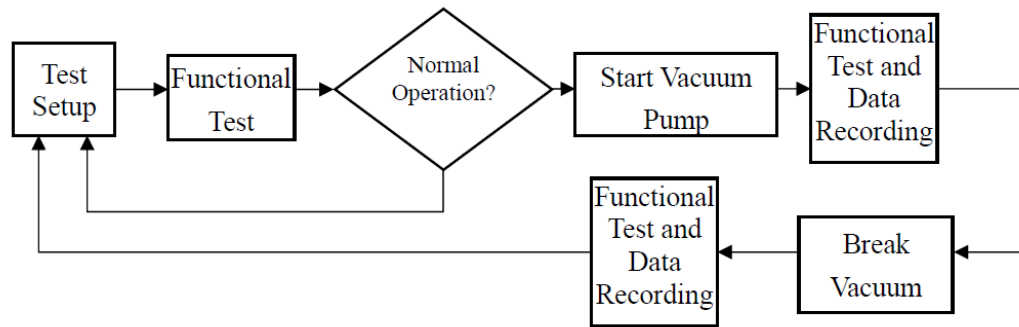 Test
Setup
Functional
Test
Normal
Operation?
Start Vacuum
Pump
Functional
Test and
Data
Recording
Break
Vacuum
Functional
Test and
Data
Recording